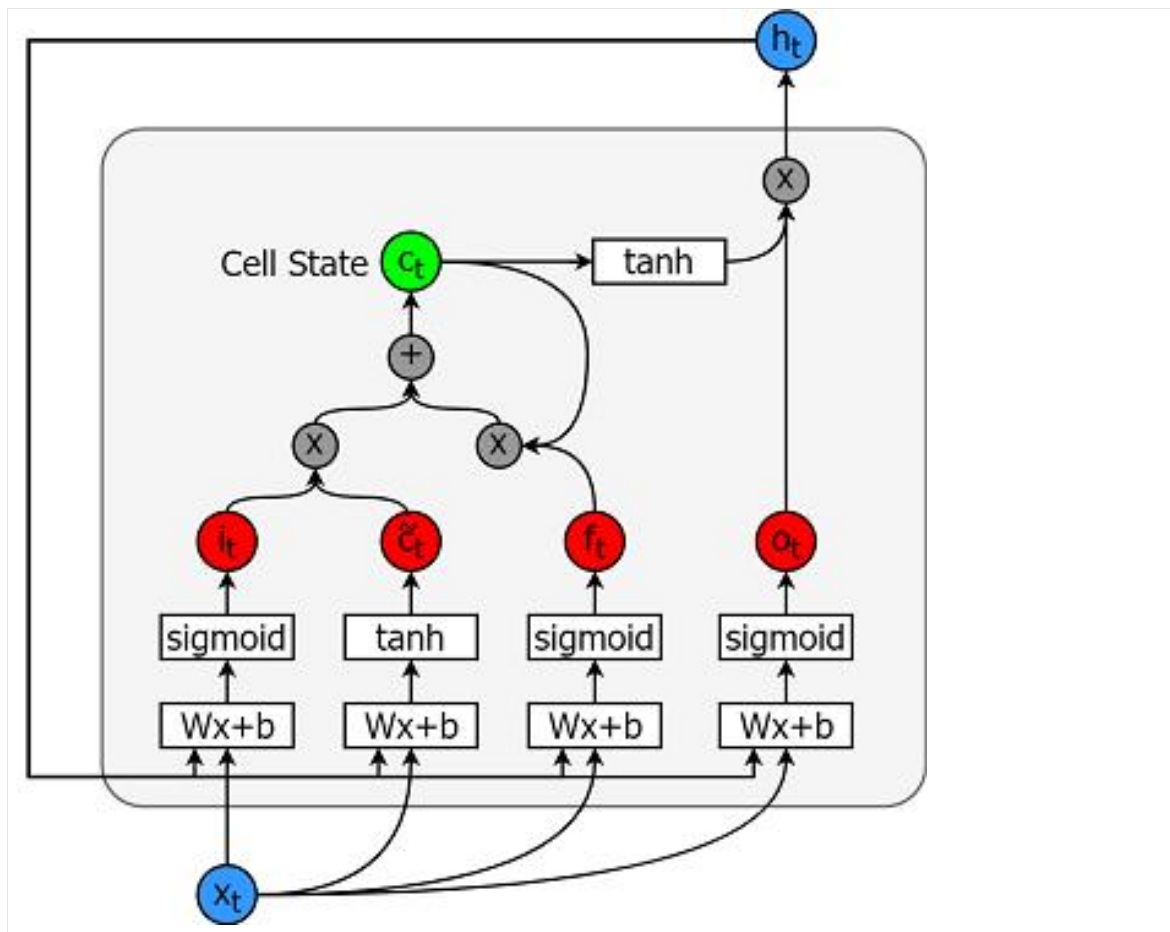 hₜ
X
Cell State cₜ tanh
+
X X
iₜ c̃ₜ fₜ oₜ
sigmoid tanh sigmoid sigmoid
Wx+b Wx+b Wx+b Wx+b
xₜ